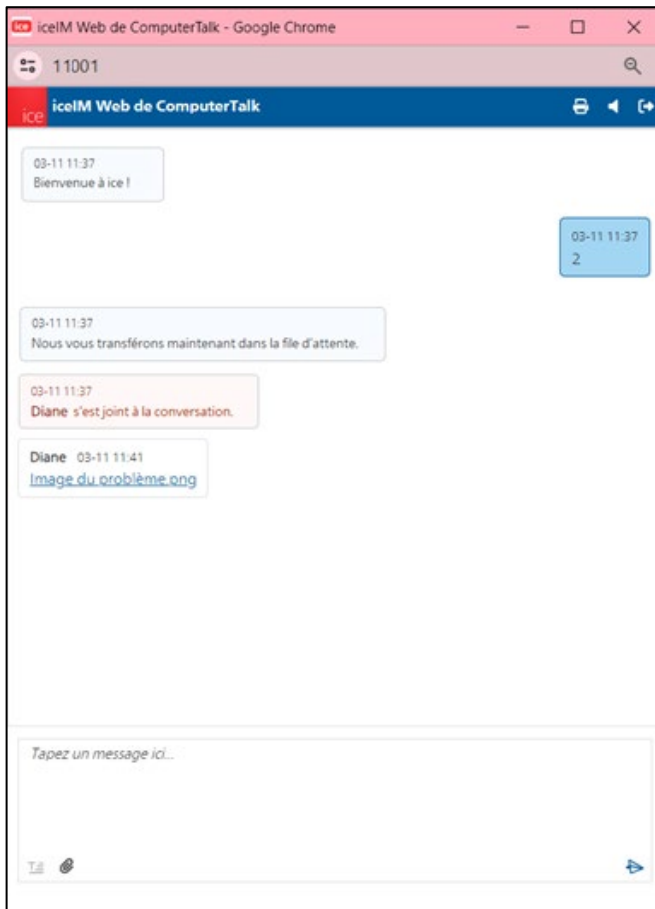 ice iceIM Web de ComputerTalk - Google Chrome
11001
ice iceIM Web de ComputerTalk
03-11 11:37
Bienvenue à ice !
03-11 11:37
2
03-11 11:37
Nous vous transférons maintenant dans la file d'attente.
03-11 11:37
Diane s'est joint à la conversation.
Diane 03-11 11:41
Image du problème.png
Tapez un message ici...